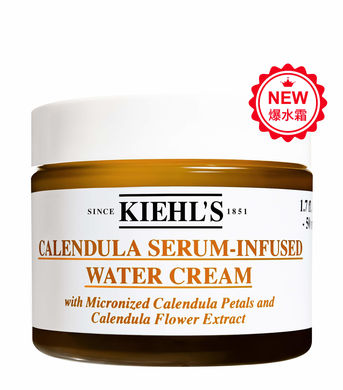 NEW
爆水霜
SINCE KIEHL'S 1851
CALENDULA SERUM-INFUSED
WATER CREAM
with Micronized Calendula Petals and
Calendula Flower Extract